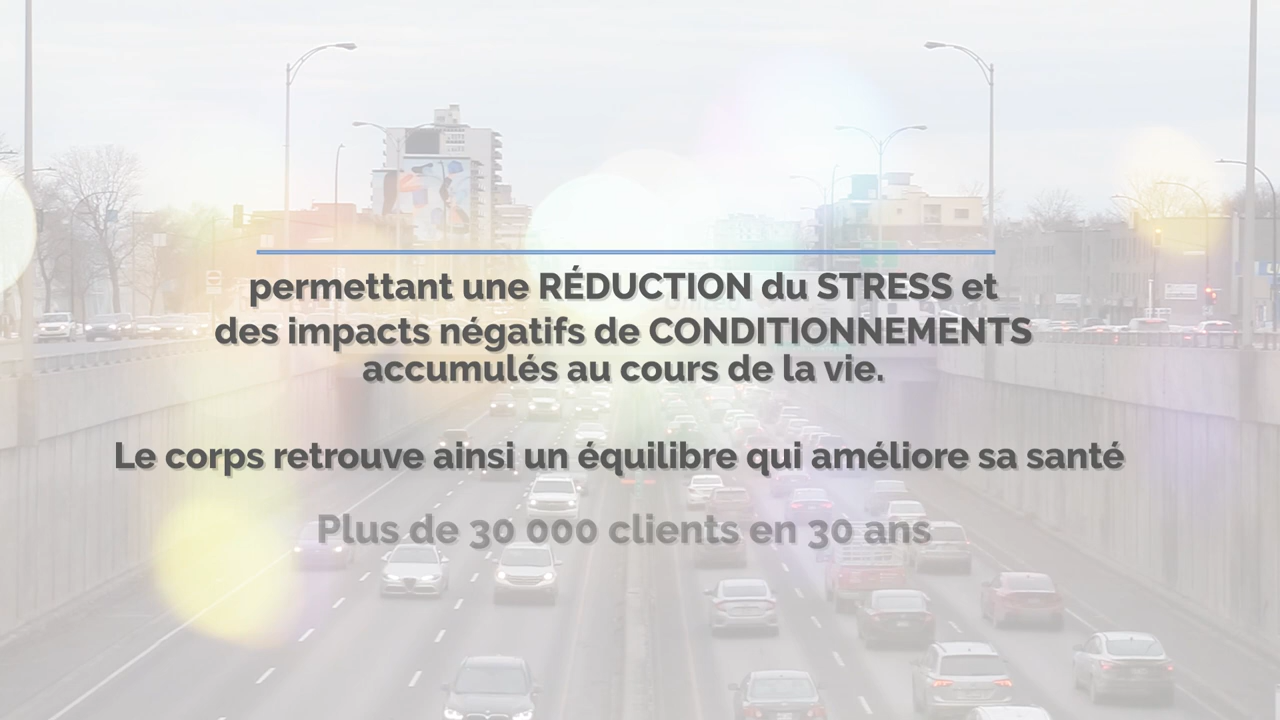 permettant une RÉDUCTION du STRESS et
des impacts négatifs de CONDITIONNEMENTS
accumulés au cours de la vie.
Le corps retrouve ainsi un équilibre qui améliore sa santé
Plus de 30 000 clients en 30 ans